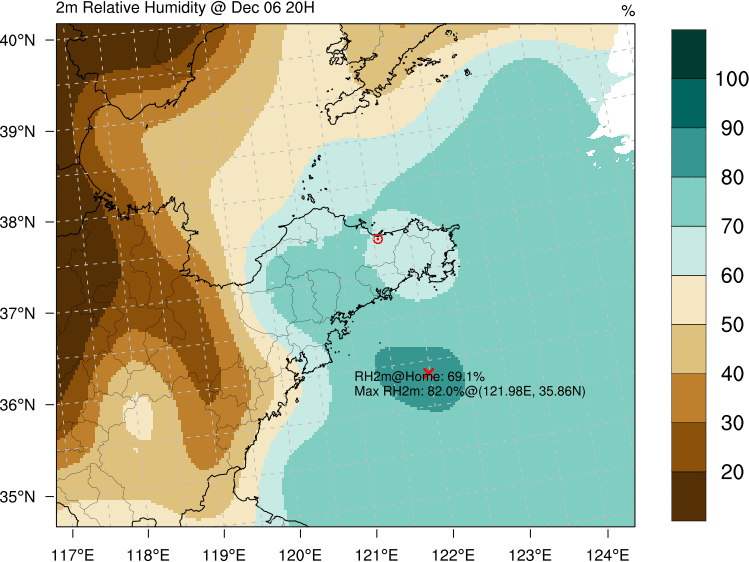 2m Relative Humidity @ Dec 06 20H
%
40°N
39°N
38°N
37°N
36°N
35°N
117°E
118°E
119°E
120°E
121°E
122°E
123°E
124°E
RH2m@Home: 69.1%
Max RH2m: 82.0%@(121.98E, 35.86N)
100
90
80
70
60
50
40
30
20